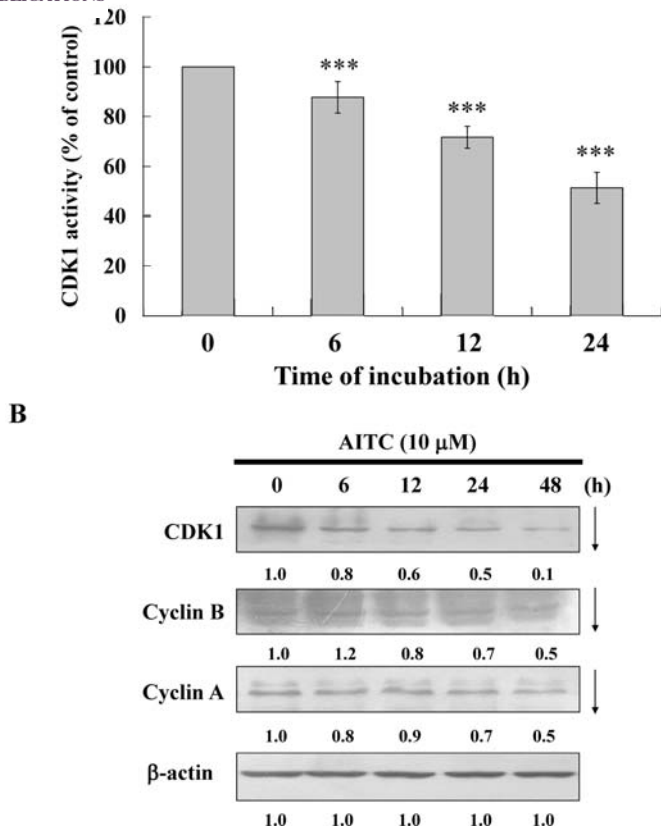 120
100
80
60
40
20
0
CDK1 activity (% of control)
***
***
***
0 6 12 24
Time of incubation (h)
B
AITC (10 μM)
0 6 12 24 48 (h)
CDK1
1.0 0.8 0.6 0.5 0.1
Cyclin B
1.0 1.2 0.8 0.7 0.5
Cyclin A
1.0 0.8 0.9 0.7 0.5
β-actin
1.0 1.0 1.0 1.0 1.0